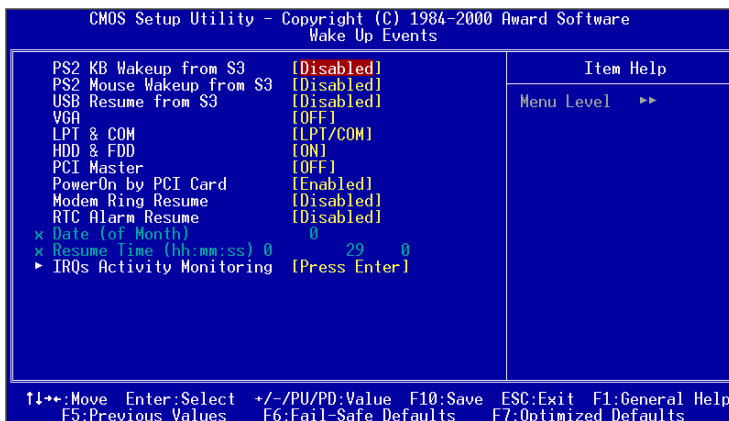 CMOS Setup Utility – Copyright (C) 1984-2000 Award Software
Wake Up Events
PS2 KB Wakeup from S3 [Disabled]
PS2 Mouse Wakeup from S3 [Disabled]
USB Resume from S3 [Disabled]
VGA [OFF]
LPT & COM [LPT/COM]
HDD & FDD [ON]
PCI Master [OFF]
PowerOn by PCI Card [Enabled]
Modem Ring Resume [Disabled]
RTC Alarm Resume [Disabled]
x Date (of Month) 0
x Resume Time (hh:mm:ss) 0 29 0
► IRQs Activity Monitoring [Press Enter]
Item Help
Menu Level ►►
↑↓→←:Move Enter:Select +/-/PU/PD:Value F10:Save ESC:Exit F1:General Help
F5:Previous Values F6:Fail-Safe Defaults F7:Optimized Defaults